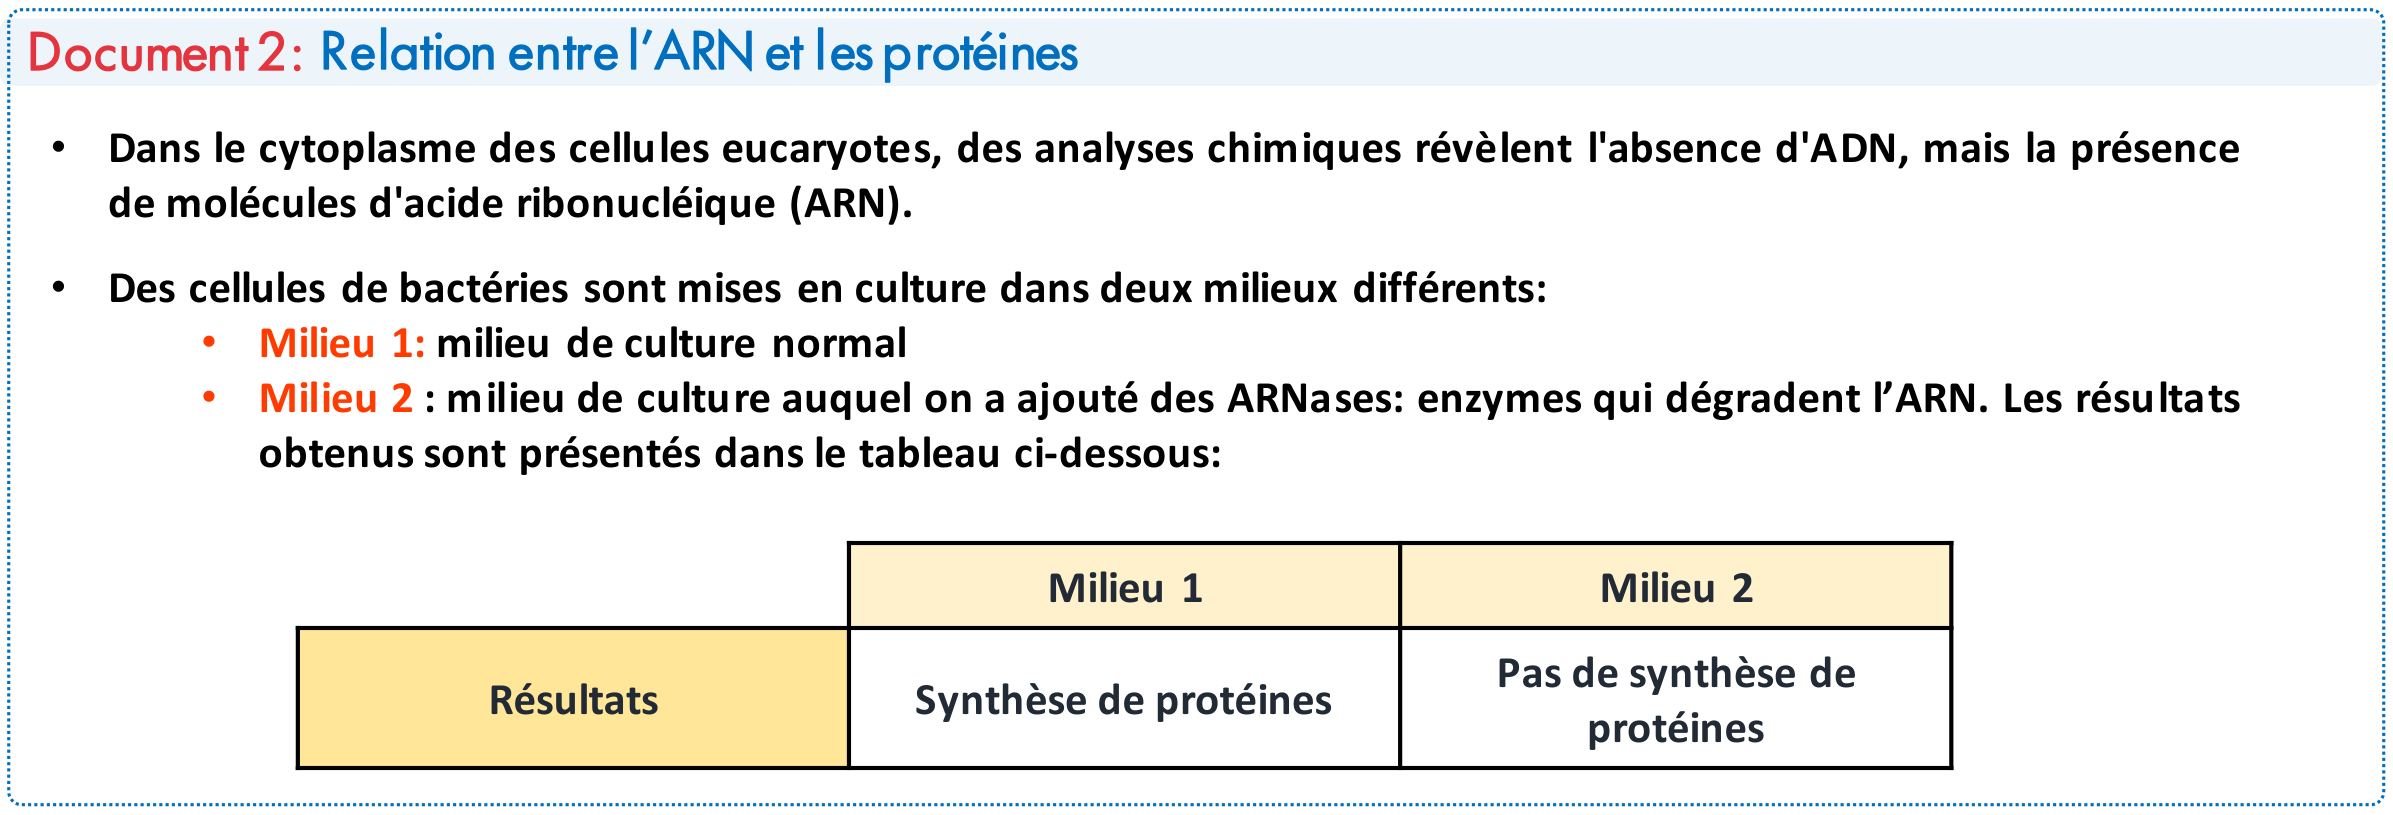 Document 2: Relation entre l’ARN et les protéines
• Dans le cytoplasme des cellules eucaryotes, des analyses chimiques révèlent l'absence d'ADN, mais la présence
de molécules d'acide ribonucléique (ARN).
• Des cellules de bactéries sont mises en culture dans deux milieux différents:
• Milieu 1: milieu de culture normal
• Milieu 2 : milieu de culture auquel on a ajouté des ARNases: enzymes qui dégradent l’ARN. Les résultats
obtenus sont présentés dans le tableau ci-dessous:
Milieu 1 Milieu 2
Résultats Synthèse de protéines Pas de synthèse de
protéines